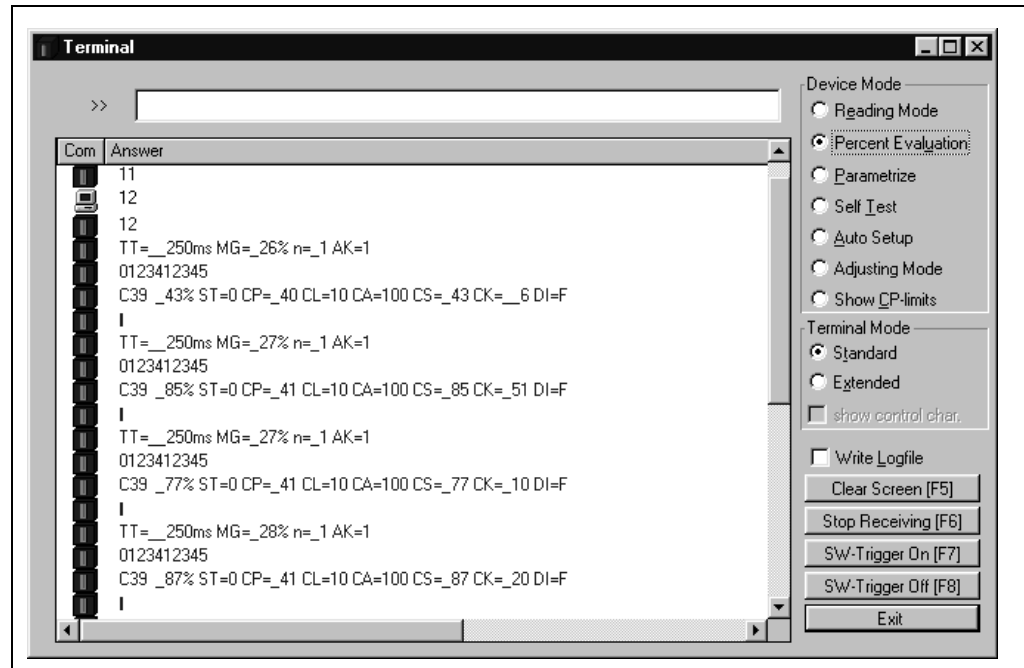 Terminal
>>
Com Answer
11
12
12
TT=__250ms MG=_26% n=_1 AK=1
0123412345
C39 _43% ST=0 CP=_40 CL=10 CA=100 CS=_43 CK=__6 DI=F
I
TT=__250ms MG=_27% n=_1 AK=1
0123412345
C39 _85% ST=0 CP=_41 CL=10 CA=100 CS=_85 CK=_51 DI=F
I
TT=__250ms MG=_27% n=_1 AK=1
0123412345
C39 _77% ST=0 CP=_41 CL=10 CA=100 CS=_77 CK=_10 DI=F
I
TT=__250ms MG=_28% n=_1 AK=1
0123412345
C39 _87% ST=0 CP=_41 CL=10 CA=100 CS=_87 CK=_20 DI=F
I
Device Mode
Reading Mode
Percent Evaluation
Parametrize
Self Test
Auto Setup
Adjusting Mode
Show CP-limits
Terminal Mode
Standard
Extended
show control char.
Write Logfile
Clear Screen [F5]
Stop Receiving [F6]
SW-Trigger On [F7]
SW-Trigger Off [F8]
Exit